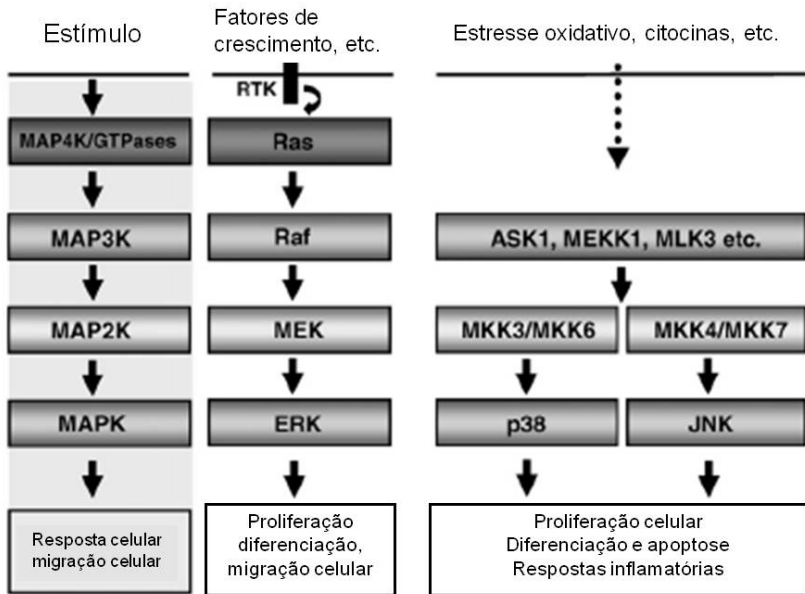 Estímulo
Fatores de
crescimento, etc.
Estresse oxidativo, citocinas, etc.
RTK
MAP4K/GTPases
Ras
MAP3K
Raf
ASK1, MEKK1, MLK3 etc.
MAP2K
MEK
MKK3/MKK6
MKK4/MKK7
MAPK
ERK
p38
JNK
Resposta celular
migração celular
Proliferação
diferenciação,
migração celular
Proliferação celular
Diferenciação e apoptose
Respostas inflamatórias